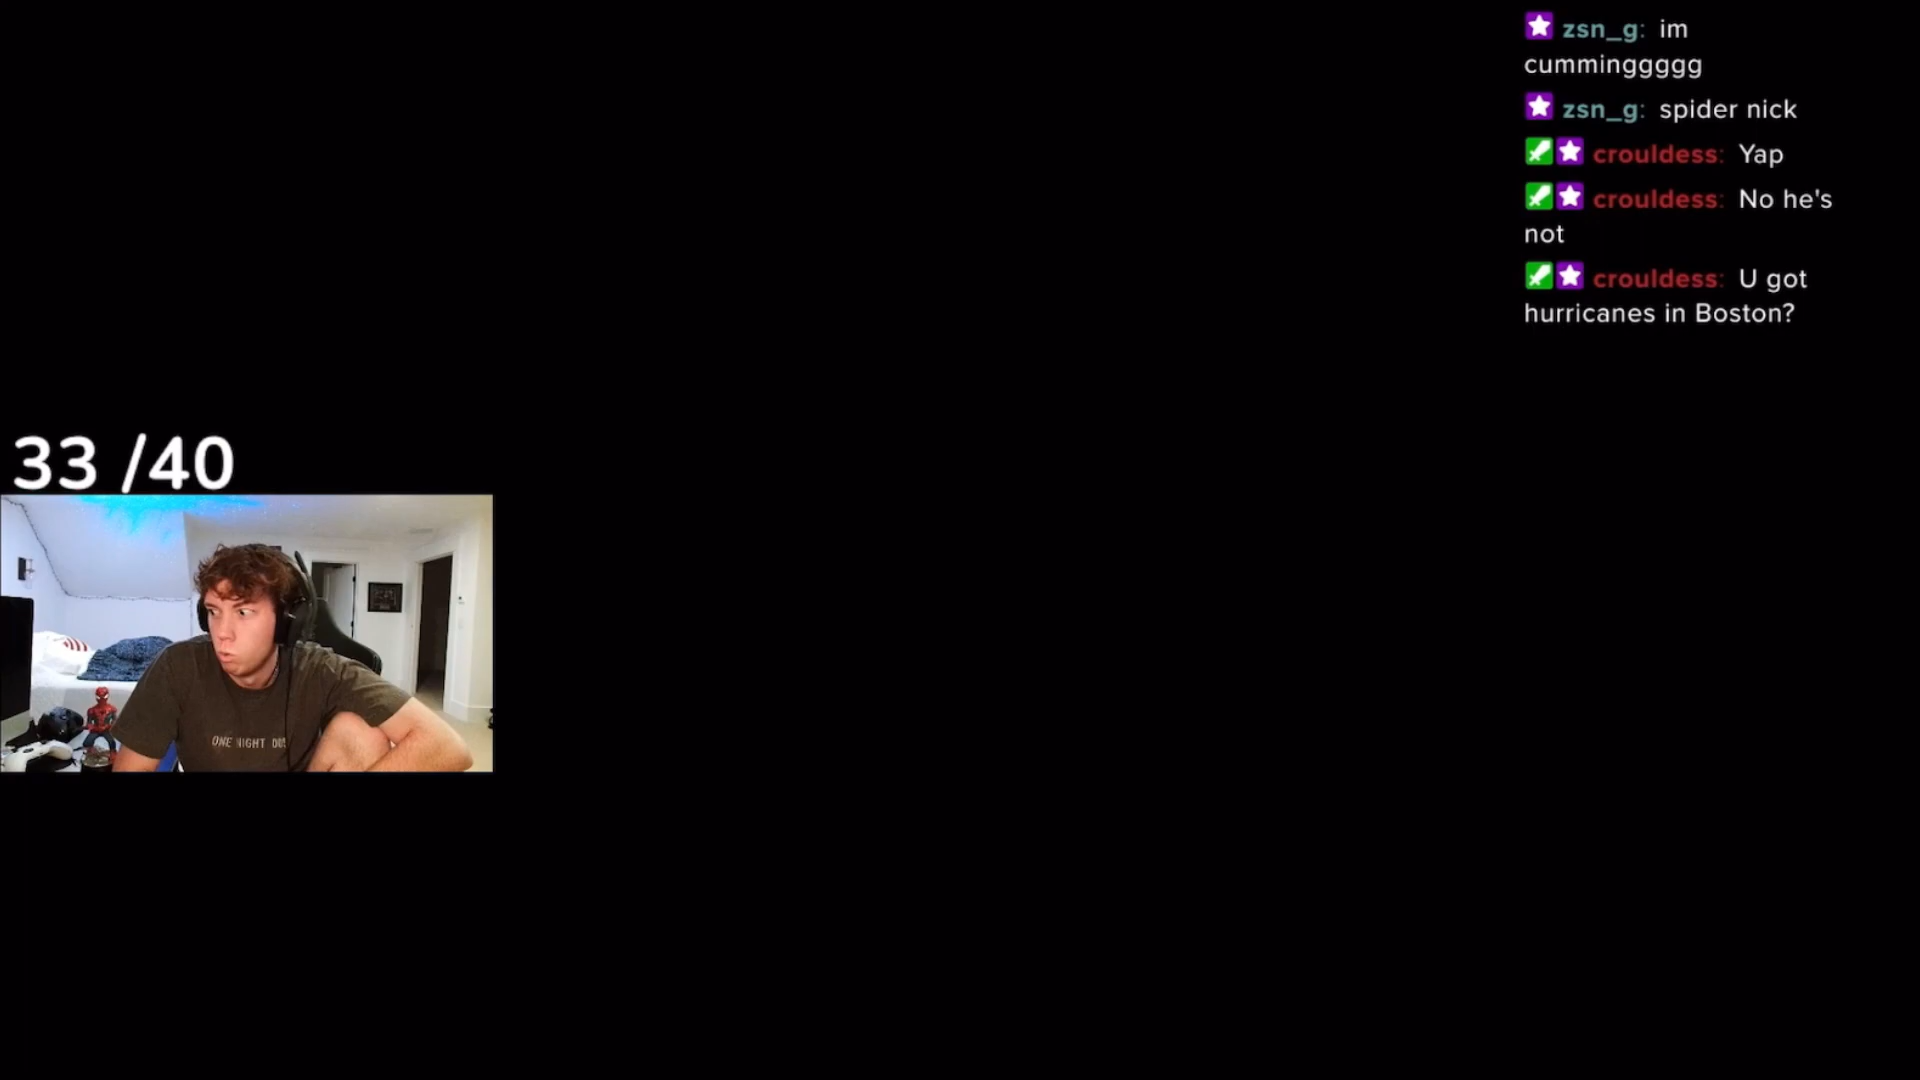 zsn_g: im
cumminggggg
zsn_g: spider nick
crouldess: Yap
crouldess: No he's
not
crouldess: U got
hurricanes in Boston?
33 /40
ONE NIGHT